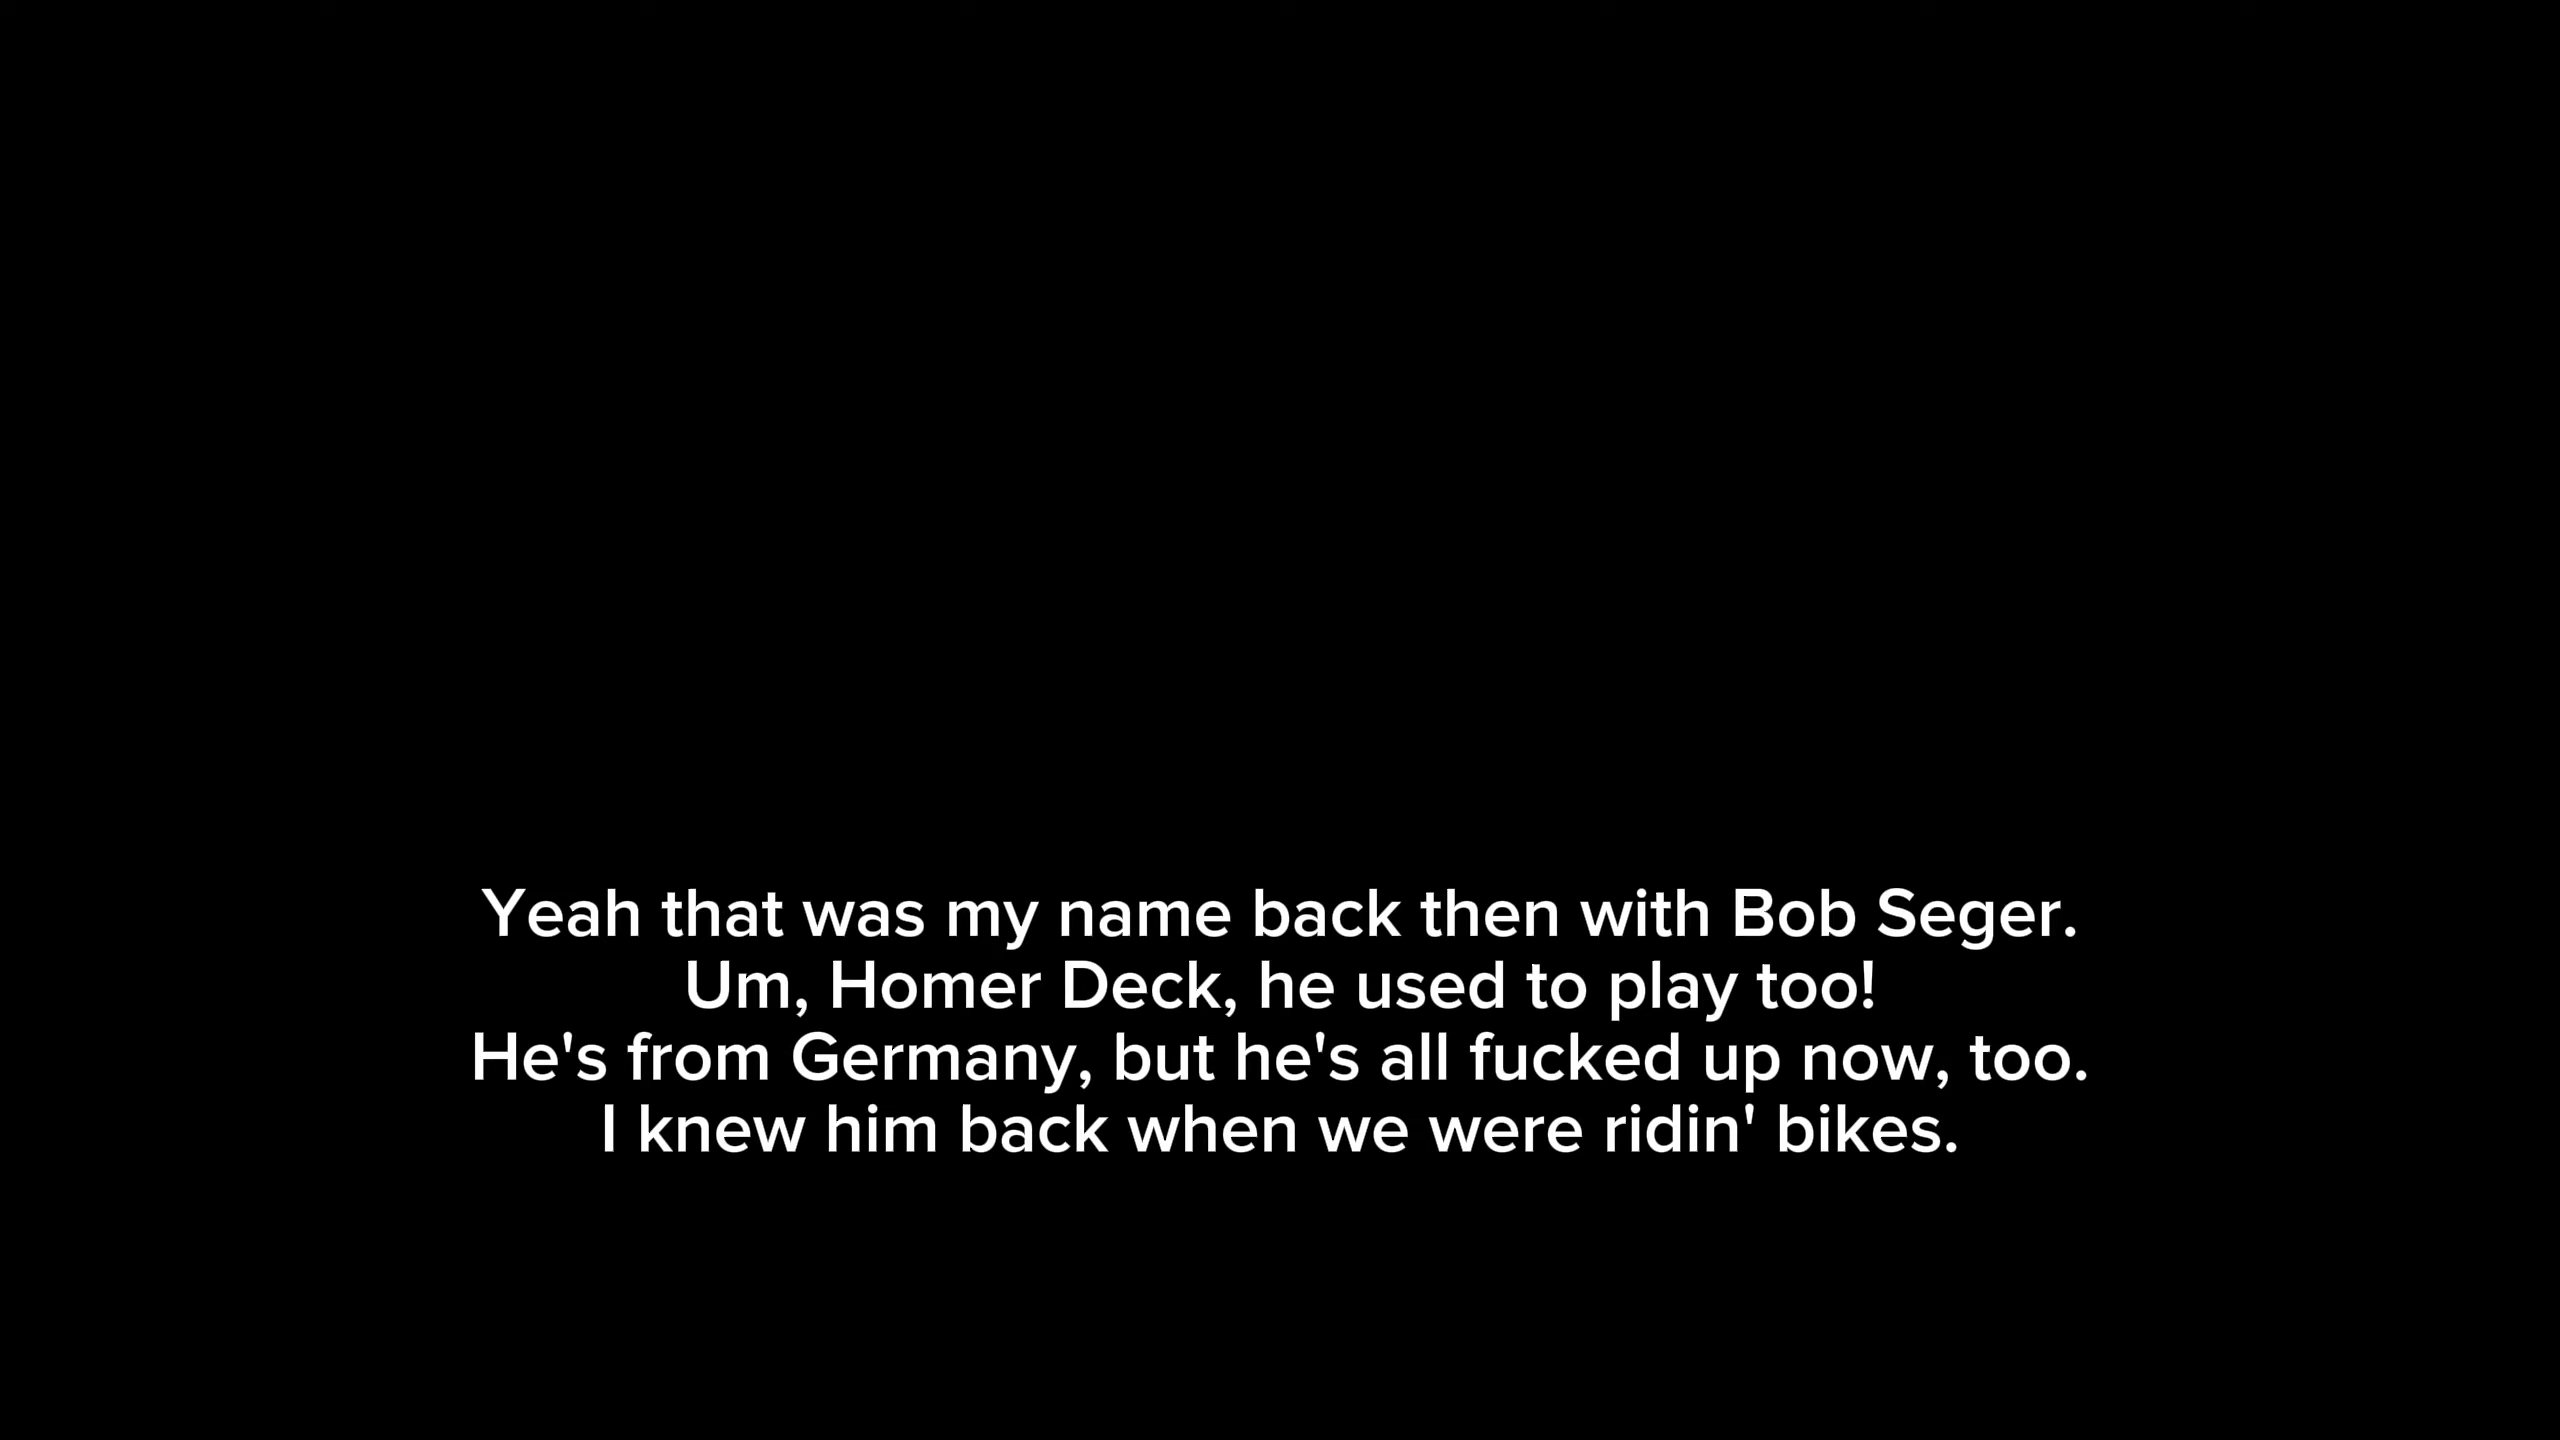 Yeah that was my name back then with Bob Seger.
Um, Homer Deck, he used to play too!
He's from Germany, but he's all fucked up now, too.
I knew him back when we were ridin' bikes.